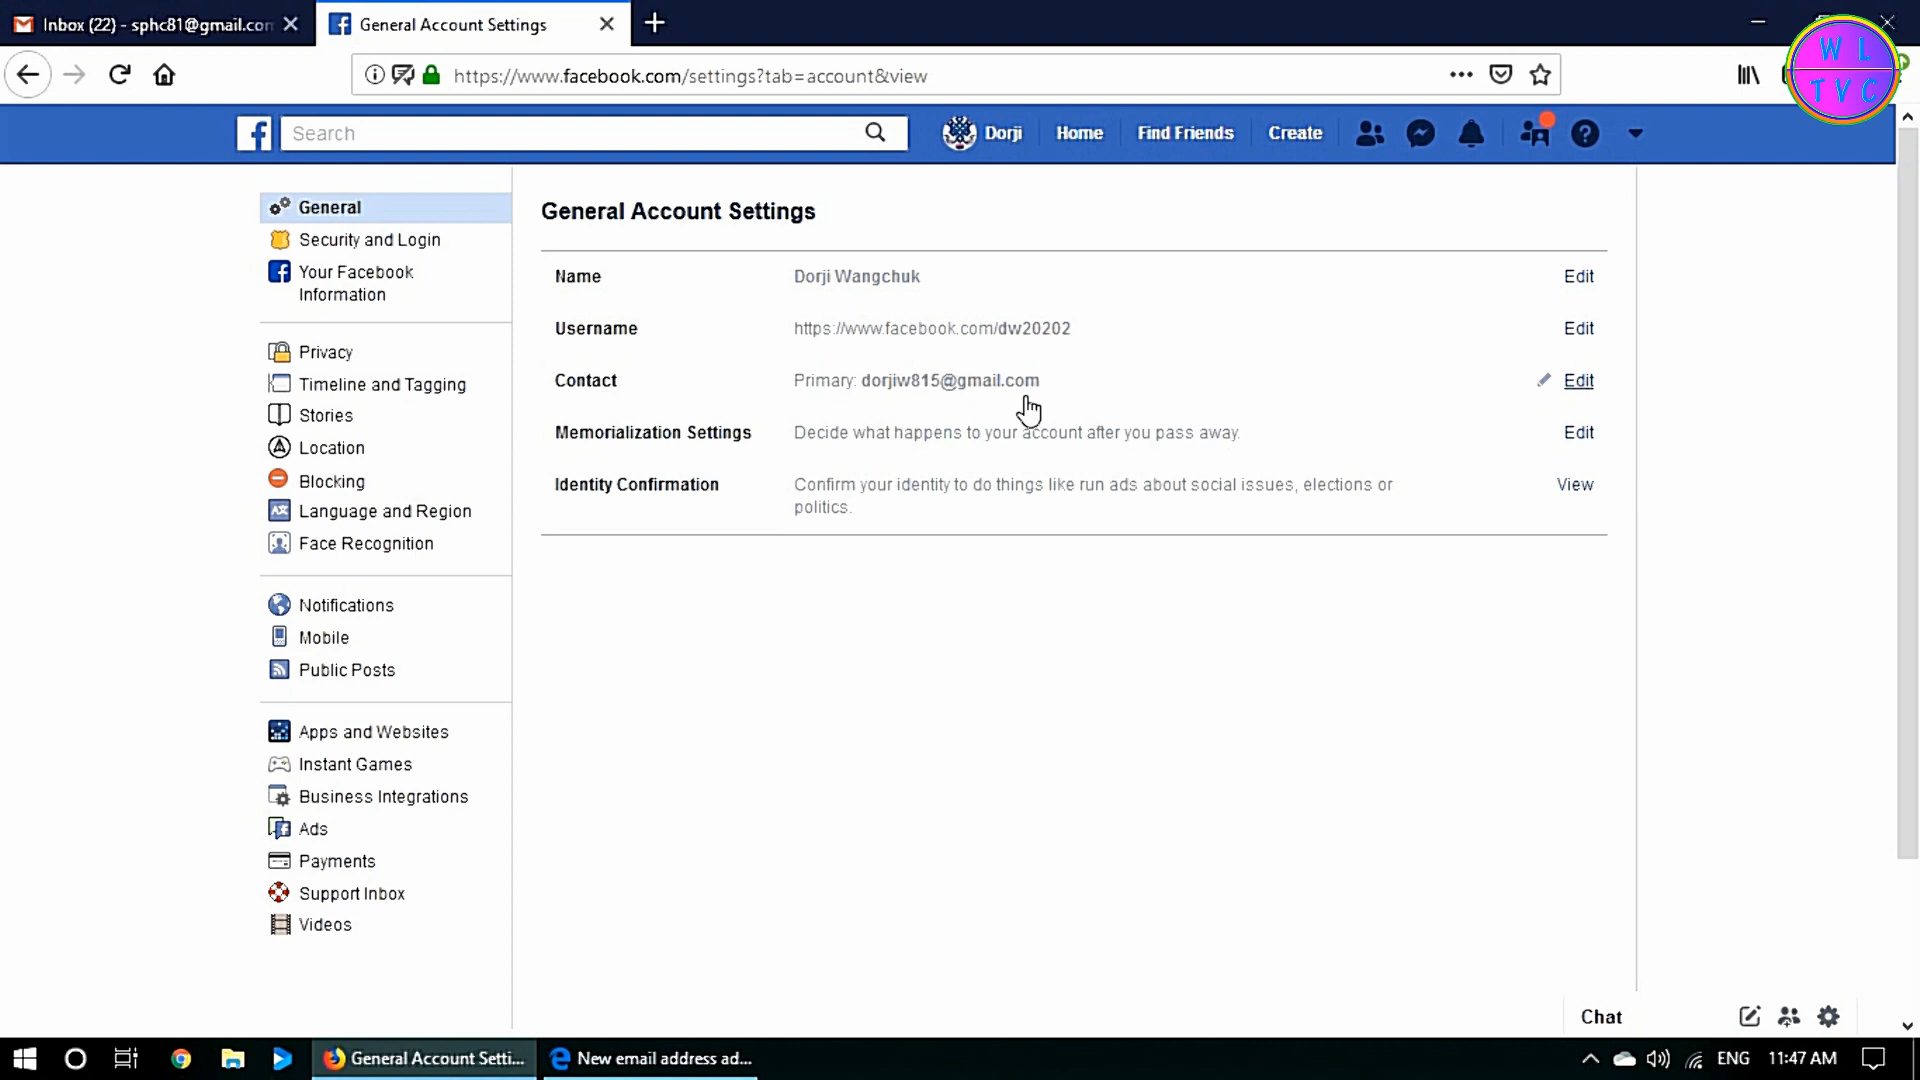 Inbox (22) - sphc81@gmail.con
General Account Settings
https://www.facebook.com/settings?tab=account&view
W L
T V C
Search
Dorji
Home
Find Friends
Create
General
Security and Login
Your Facebook
Information
Privacy
Timeline and Tagging
Stories
Location
Blocking
Language and Region
Face Recognition
Notifications
Mobile
Public Posts
Apps and Websites
Instant Games
Business Integrations
Ads
Payments
Support Inbox
Videos
General Account Settings
Name Dorji Wangchuk Edit
Username https://www.facebook.com/dw20202 Edit
Contact Primary: dorjiw815@gmail.com Edit
Memorialization Settings Decide what happens to your account after you pass away. Edit
Identity Confirmation Confirm your identity to do things like run ads about social issues, elections or View
politics.
Chat
General Account Setti...
New email address ad...
ENG
11:47 AM